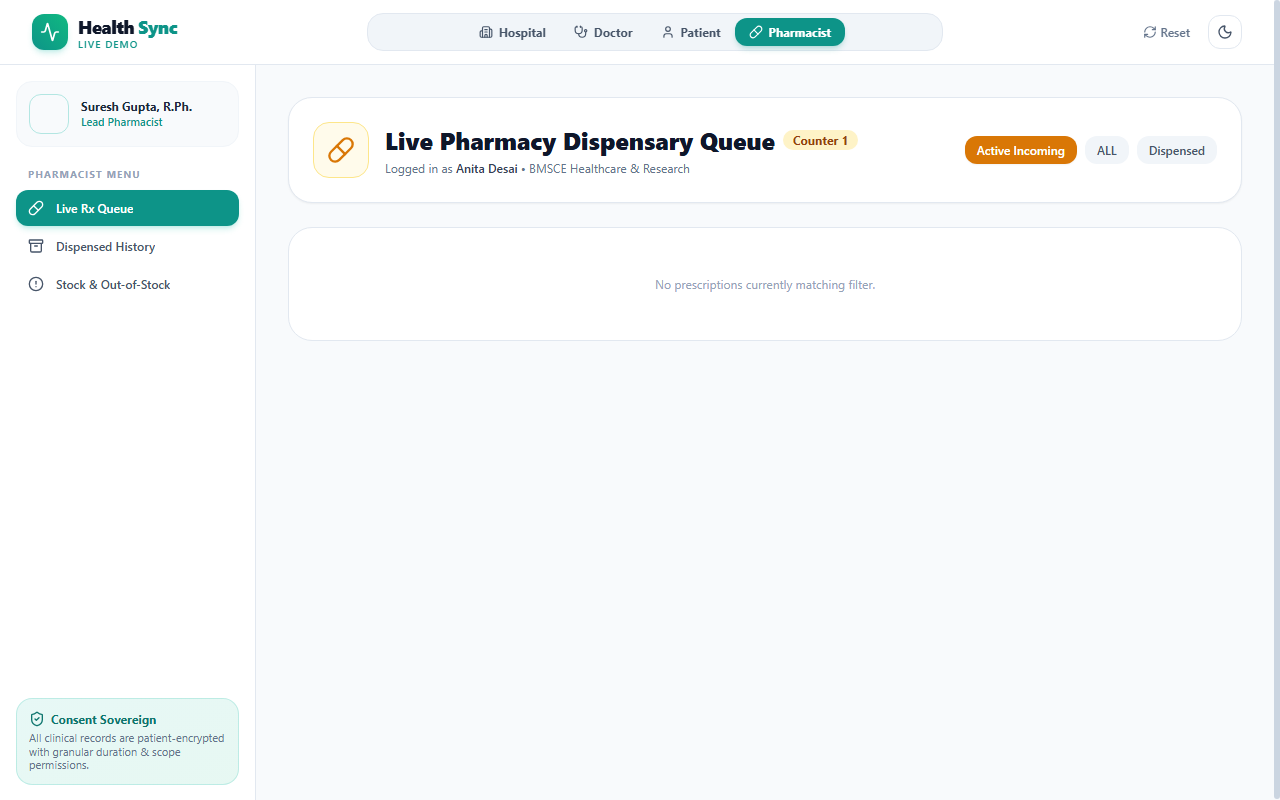 Health Sync
LIVE DEMO
Hospital
Doctor
Patient
Pharmacist
Reset
Suresh Gupta, R.Ph.
Lead Pharmacist
PHARMACIST MENU
Live Rx Queue
Dispensed History
Stock & Out-of-Stock
Live Pharmacy Dispensary Queue
Counter 1
Logged in as Anita Desai • BMSCE Healthcare & Research
Active Incoming
ALL
Dispensed
No prescriptions currently matching filter.
Consent Sovereign
All clinical records are patient-encrypted
with granular duration & scope
permissions.